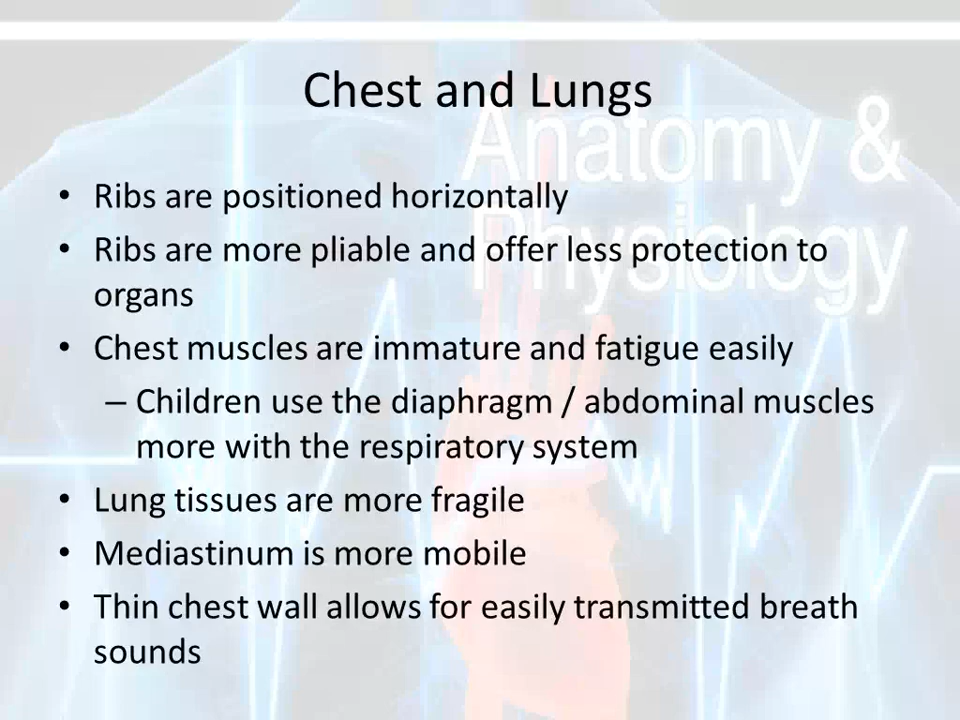 Chest and Lungs
Anatomy &
Physiology
• Ribs are positioned horizontally
• Ribs are more pliable and offer less protection to
organs
• Chest muscles are immature and fatigue easily
– Children use the diaphragm / abdominal muscles
more with the respiratory system
• Lung tissues are more fragile
• Mediastinum is more mobile
• Thin chest wall allows for easily transmitted breath
sounds